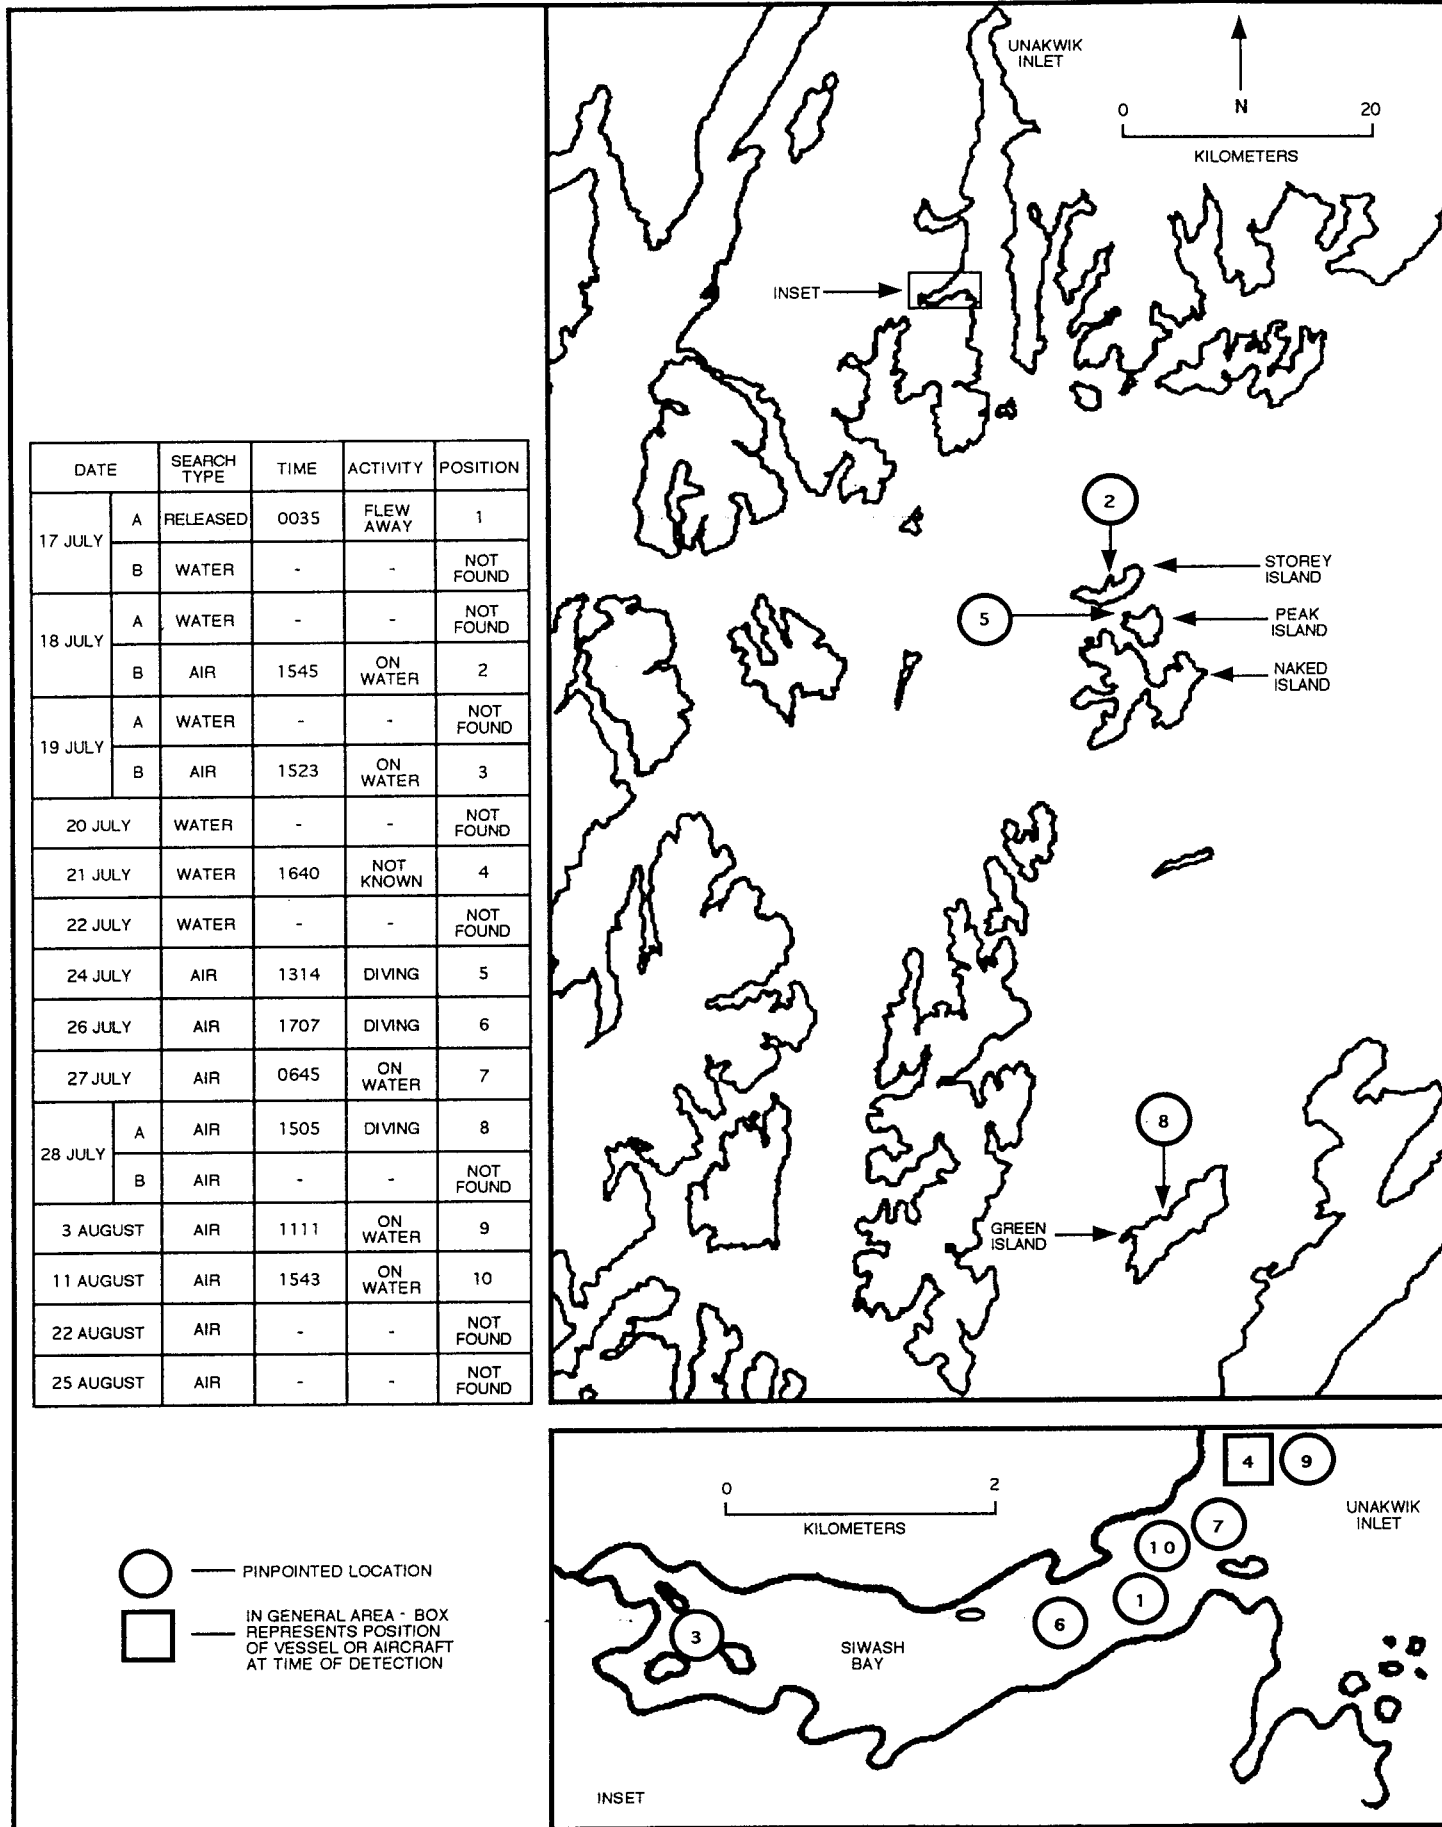 UNAKWIK
INLET
N
0 20
KILOMETERS
INSET
2
STOREY
ISLAND
5
PEAK
ISLAND
NAKED
ISLAND
8
GREEN
ISLAND
DATE SEARCH TYPE TIME ACTIVITY POSITION
17 JULY A RELEASED 0035 FLEW AWAY 1
B WATER - - NOT FOUND
18 JULY A WATER - - NOT FOUND
B AIR 1545 ON WATER 2
19 JULY A WATER - - NOT FOUND
B AIR 1523 ON WATER 3
20 JULY WATER - - NOT FOUND
21 JULY WATER 1640 NOT KNOWN 4
22 JULY WATER - - NOT FOUND
24 JULY AIR 1314 DIVING 5
26 JULY AIR 1707 DIVING 6
27 JULY AIR 0645 ON WATER 7
28 JULY A AIR 1505 DIVING 8
B AIR - - NOT FOUND
3 AUGUST AIR 1111 ON WATER 9
11 AUGUST AIR 1543 ON WATER 10
22 AUGUST AIR - - NOT FOUND
25 AUGUST AIR - - NOT FOUND
PINPOINTED LOCATION
IN GENERAL AREA - BOX
REPRESENTS POSITION
OF VESSEL OR AIRCRAFT
AT TIME OF DETECTION
4 9
0 2
KILOMETERS
UNAKWIK
INLET
7
10
1
6
3
SIWASH
BAY
INSET